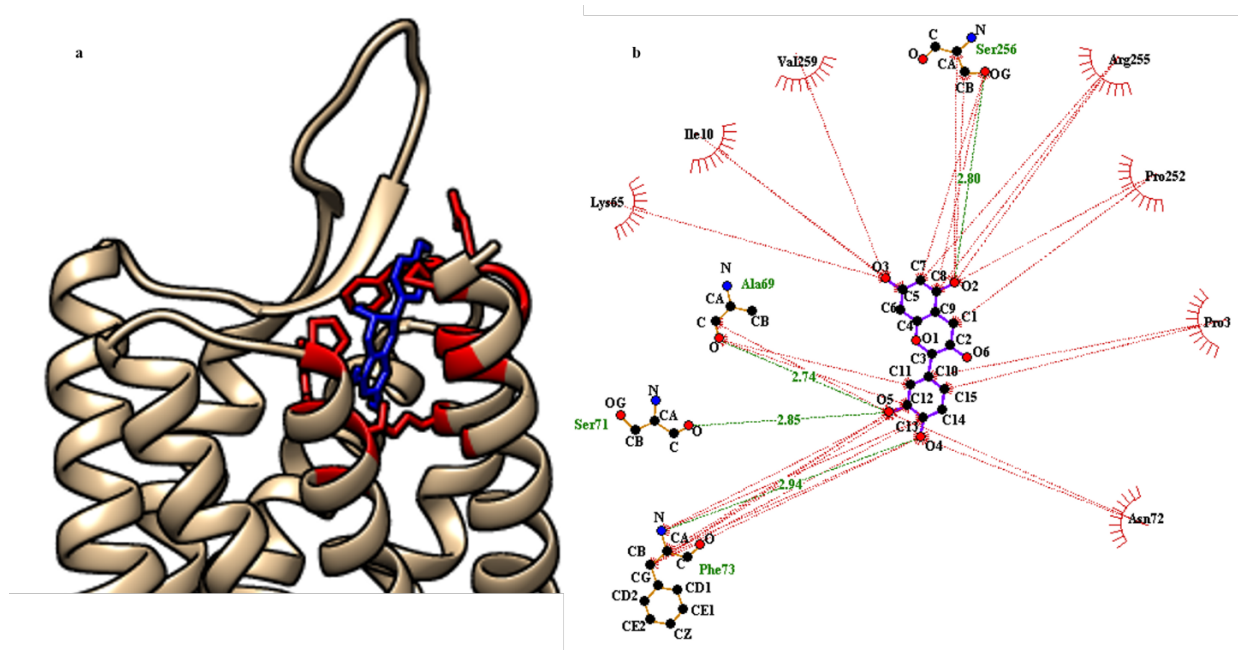 a
b
C
N
O
CA
Ser256
CB
OG
Val259
Arg255
Ile10
Pro252
Lys65
2.80
N
Ala69
CA
CB
C
O
O3
C7
C8
O2
C5
C6
C9
C1
C4
O1
C2
O6
C3
C10
Pro3
C11
C15
C12
O5
C14
C13
O4
2.74
OG
N
CA
O
Ser71
CB
C
2.85
2.94
N
CA
O
CB
C
Phe73
CG
CD1
CD2
CE1
CE2
CZ
Asn72